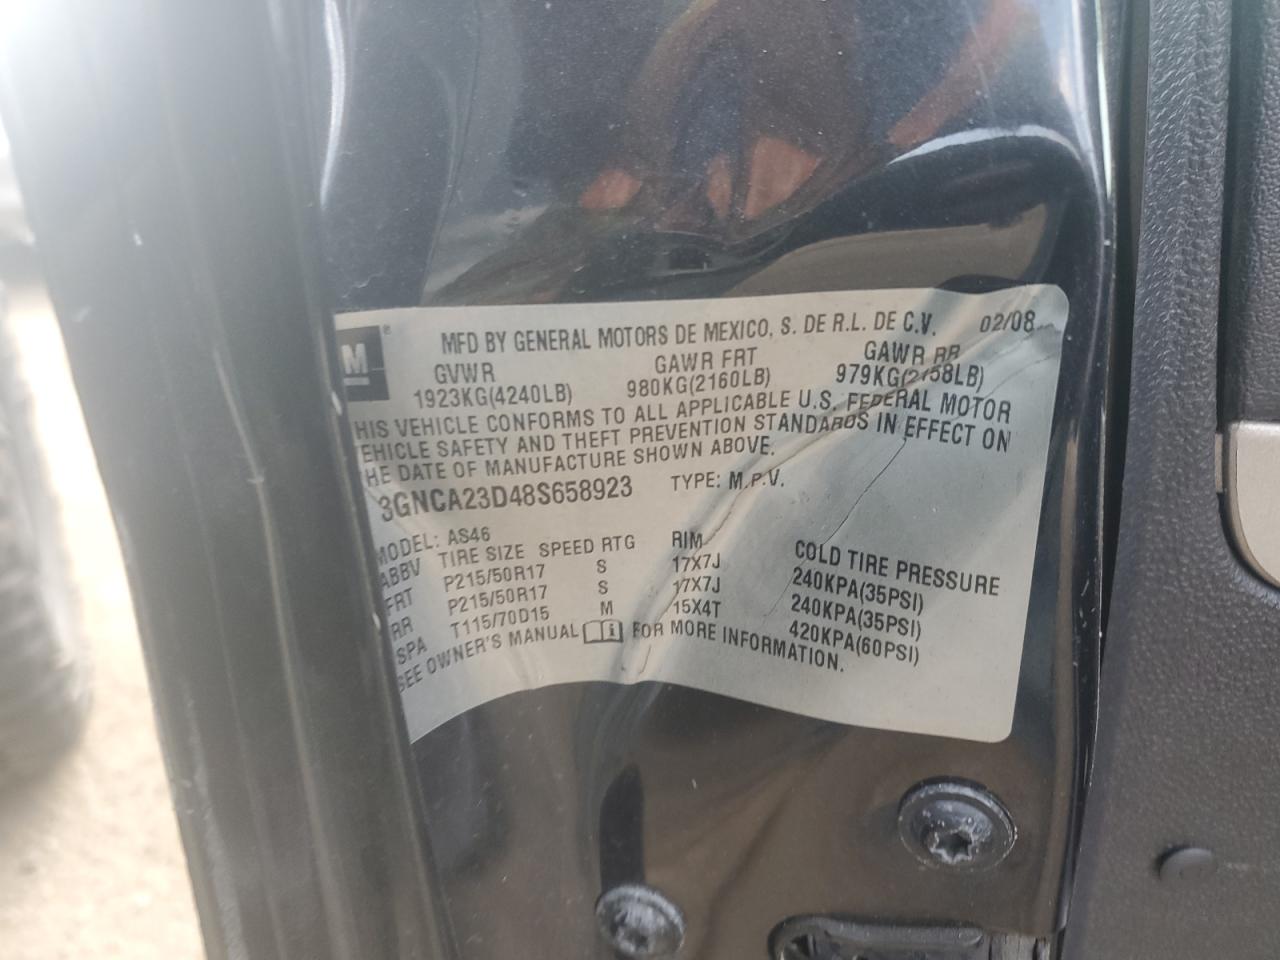 M ®
MFD BY GENERAL MOTORS DE MEXICO, S. DE R.L. DE C.V. 02/08
GVWR GAWR FRT GAWR RR
1923KG(4240LB) 980KG(2160LB) 979KG(2158LB)
HIS VEHICLE CONFORMS TO ALL APPLICABLE U.S. FEDERAL MOTOR
EHICLE SAFETY AND THEFT PREVENTION STANDARDS IN EFFECT ON
HE DATE OF MANUFACTURE SHOWN ABOVE.
3GNCA23D48S658923 TYPE: M.P.V.
MODEL: AS46
ABBV TIRE SIZE SPEED RTG RIM COLD TIRE PRESSURE
FRT P215/50R17 S 17X7J 240KPA(35PSI)
RR P215/50R17 S 17X7J 240KPA(35PSI)
SPA T115/70D15 M 15X4T 420KPA(60PSI)
SEE OWNER'S MANUAL FOR MORE INFORMATION.